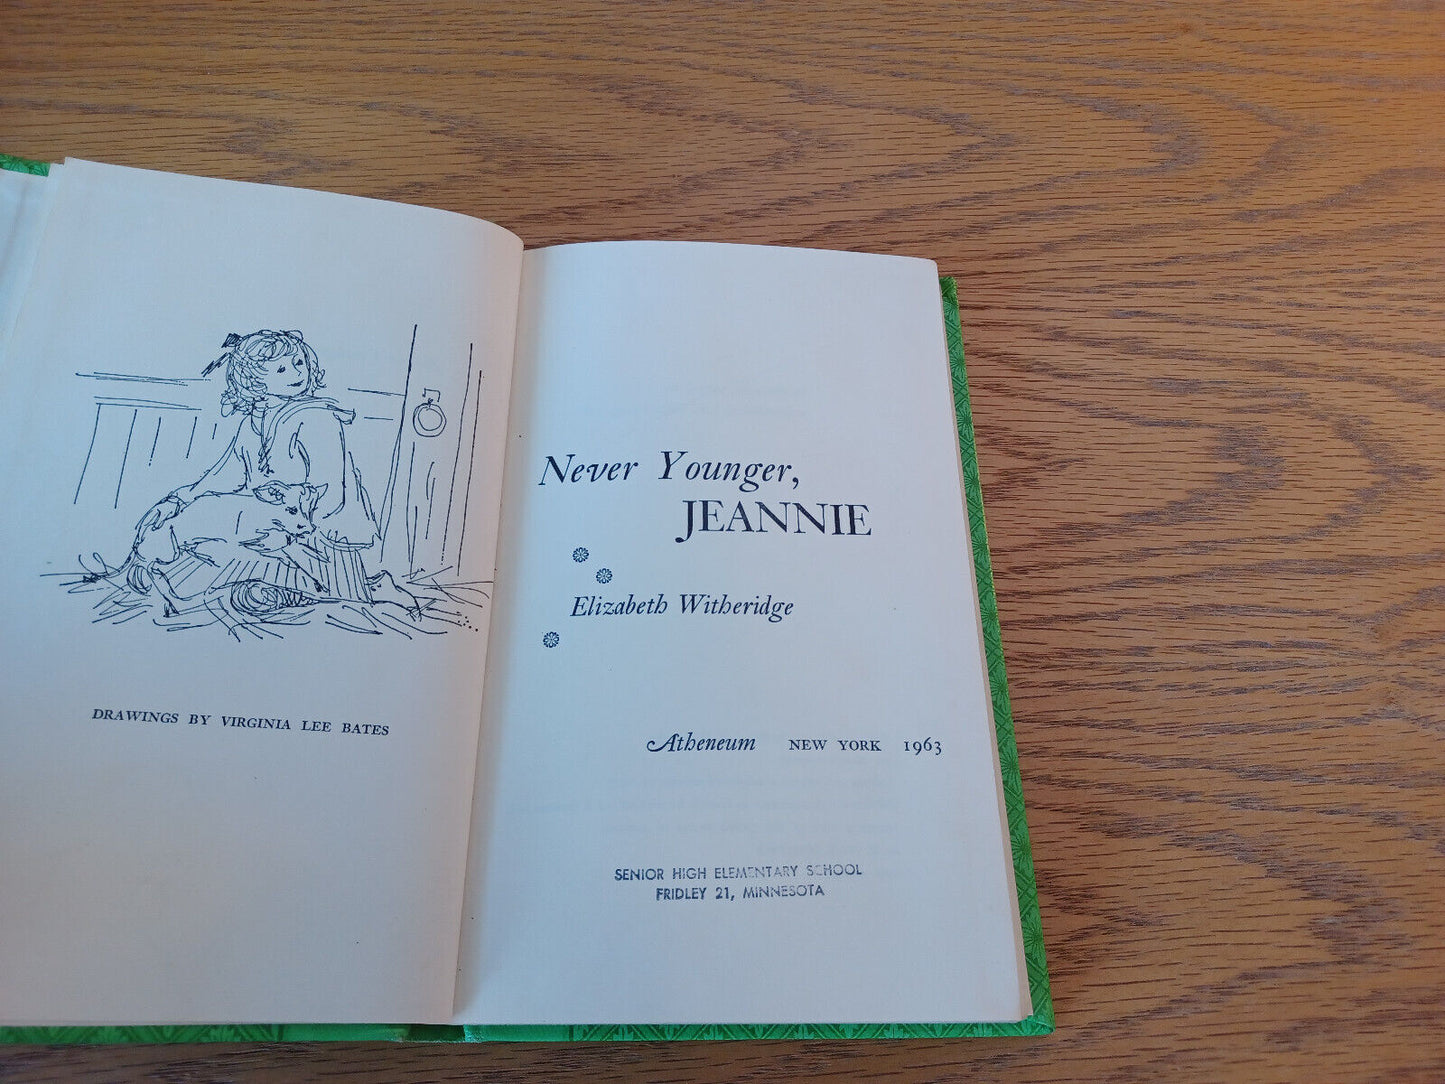 DRAWINGS BY VIRGINIA LEE BATES
Never Younger,
JEANNIE
Elizabeth Witheridge
Atheneum NEW YORK 1963
SENIOR HIGH ELEMENTARY SCHOOL
FRIDLEY 21, MINNESOTA